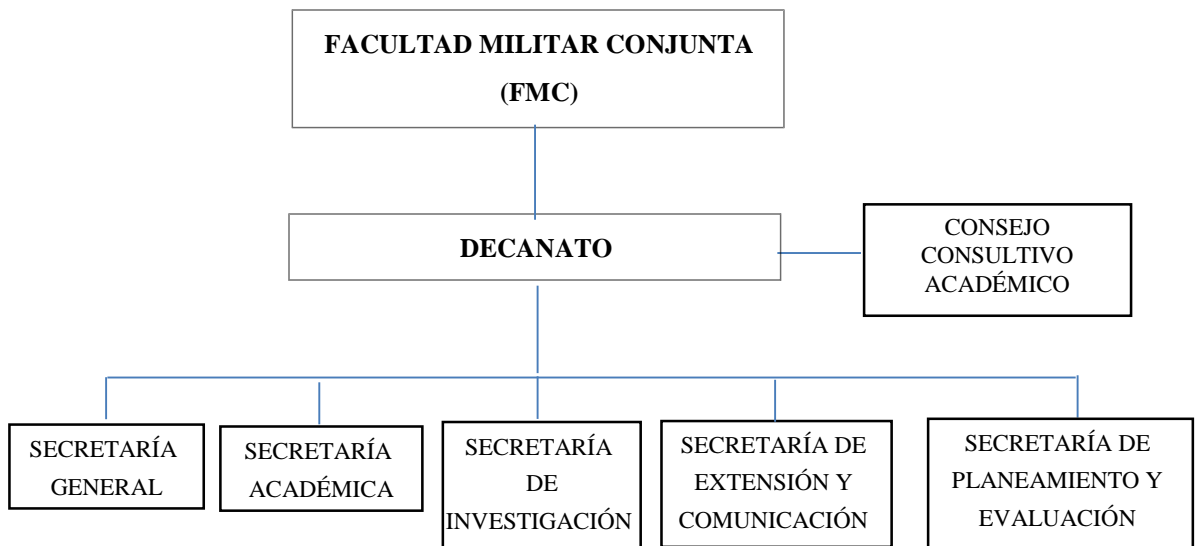 FACULTAD MILITAR CONJUNTA
(FMC)
DECANATO
CONSEJO
CONSULTIVO
ACADÉMICO
SECRETARÍA
GENERAL
SECRETARÍA
ACADÉMICA
SECRETARÍA
DE
INVESTIGACIÓN
SECRETARÍA DE
EXTENSIÓN Y
COMUNICACIÓN
SECRETARÍA DE
PLANEAMIENTO Y
EVALUACIÓN